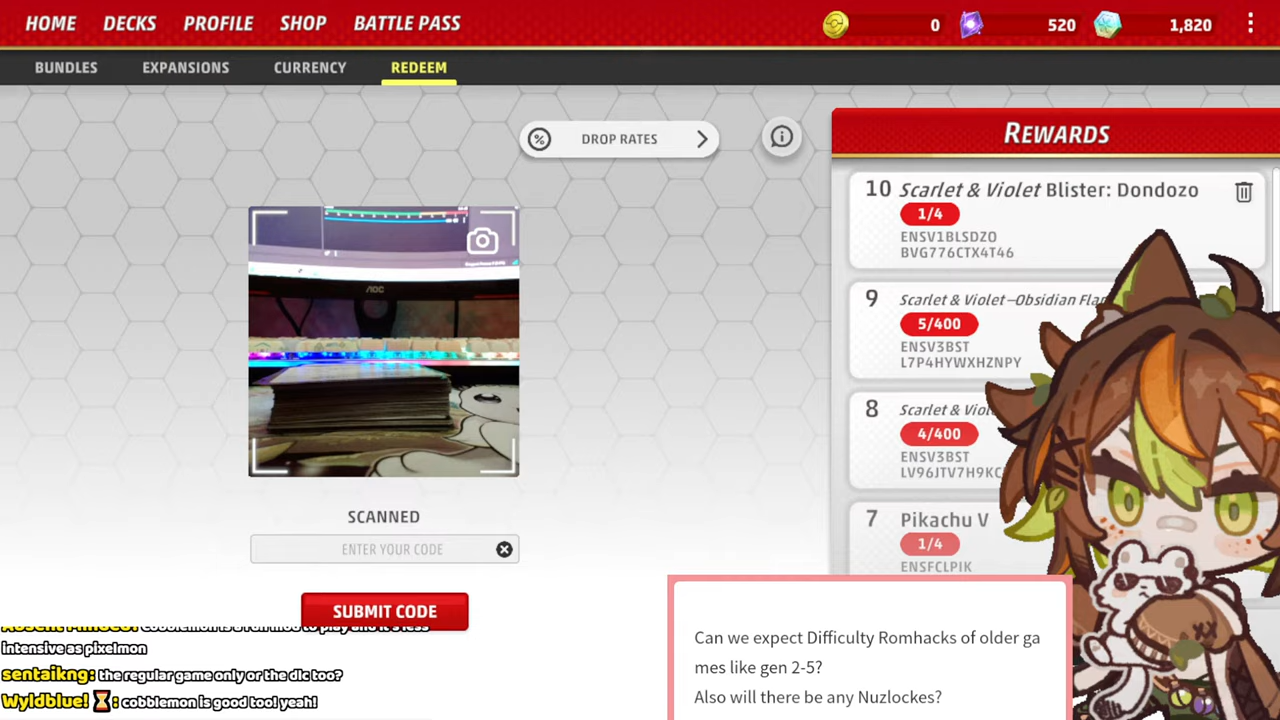 HOME DECKS PROFILE SHOP BATTLE PASS 0 520 1,820
BUNDLES EXPANSIONS CURRENCY REDEEM
DROP RATES
REWARDS
10 Scarlet & Violet Blister: Dondozo
1/4
ENSV1BLSDZO
BVG776CTX4T46
9 Scarlet & Violet—Obsidian Fla
5/400
ENSV3BST
L7P4HYWXHZNPY
8 Scarlet & Viol
4/400
ENSV3BST
LV96JTV7H9KC
7 Pikachu V
1/4
ENSFCLPIK
AOC
SCANNED
ENTER YOUR CODE
SUBMIT CODE
Cobblemon is a fun mod to play and it's less
intensive as pixelmon
sentaikng: the regular game only or the dlc too?
Wyldblue! : cobblemon is good too! yeah!
Can we expect Difficulty Romhacks of older ga
mes like gen 2-5?
Also will there be any Nuzlockes?